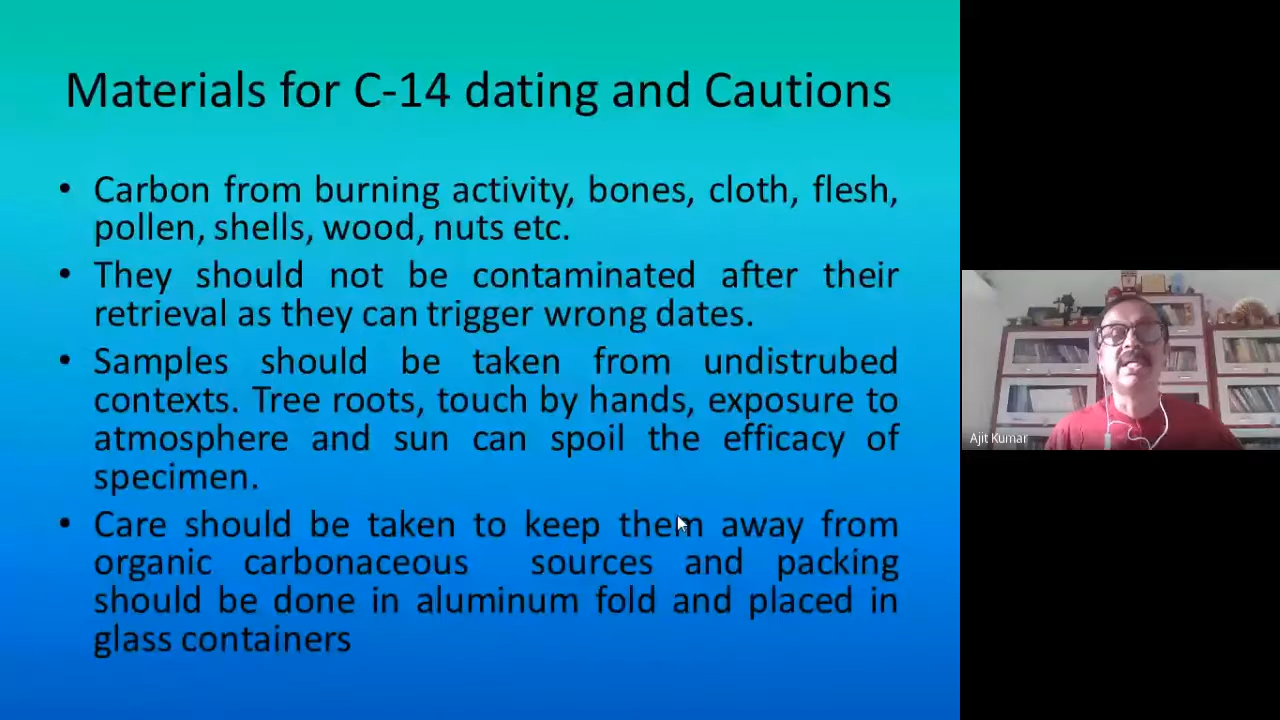 Materials for C-14 dating and Cautions
• Carbon from burning activity, bones, cloth, flesh,
pollen, shells, wood, nuts etc.
• They should not be contaminated after their
retrieval as they can trigger wrong dates.
• Samples should be taken from undistrubed
contexts. Tree roots, touch by hands, exposure to
atmosphere and sun can spoil the efficacy of
specimen.
• Care should be taken to keep them away from
organic carbonaceous sources and packing
should be done in aluminum fold and placed in
glass containers
Ajit Kumar